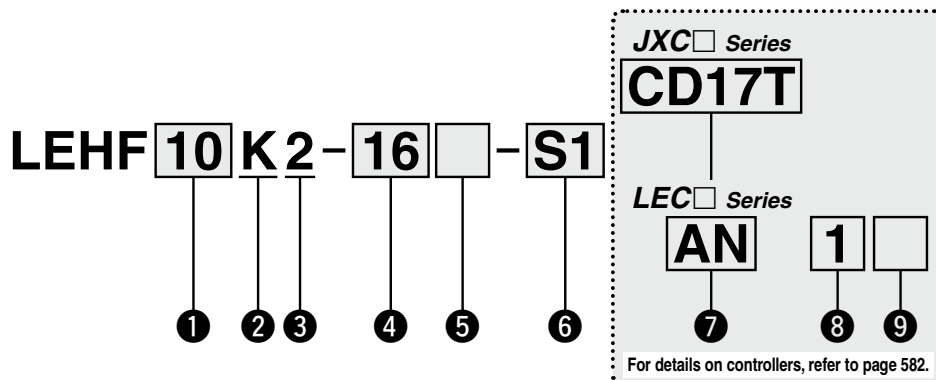 JXC□ Series
CD17T
LEHF 10 K 2 – 16 □ – S1
LEC□ Series
AN 1 □
❶ ❷ ❸ ❹ ❺ ❻ ❼ ❽ ❾
For details on controllers, refer to page 582.